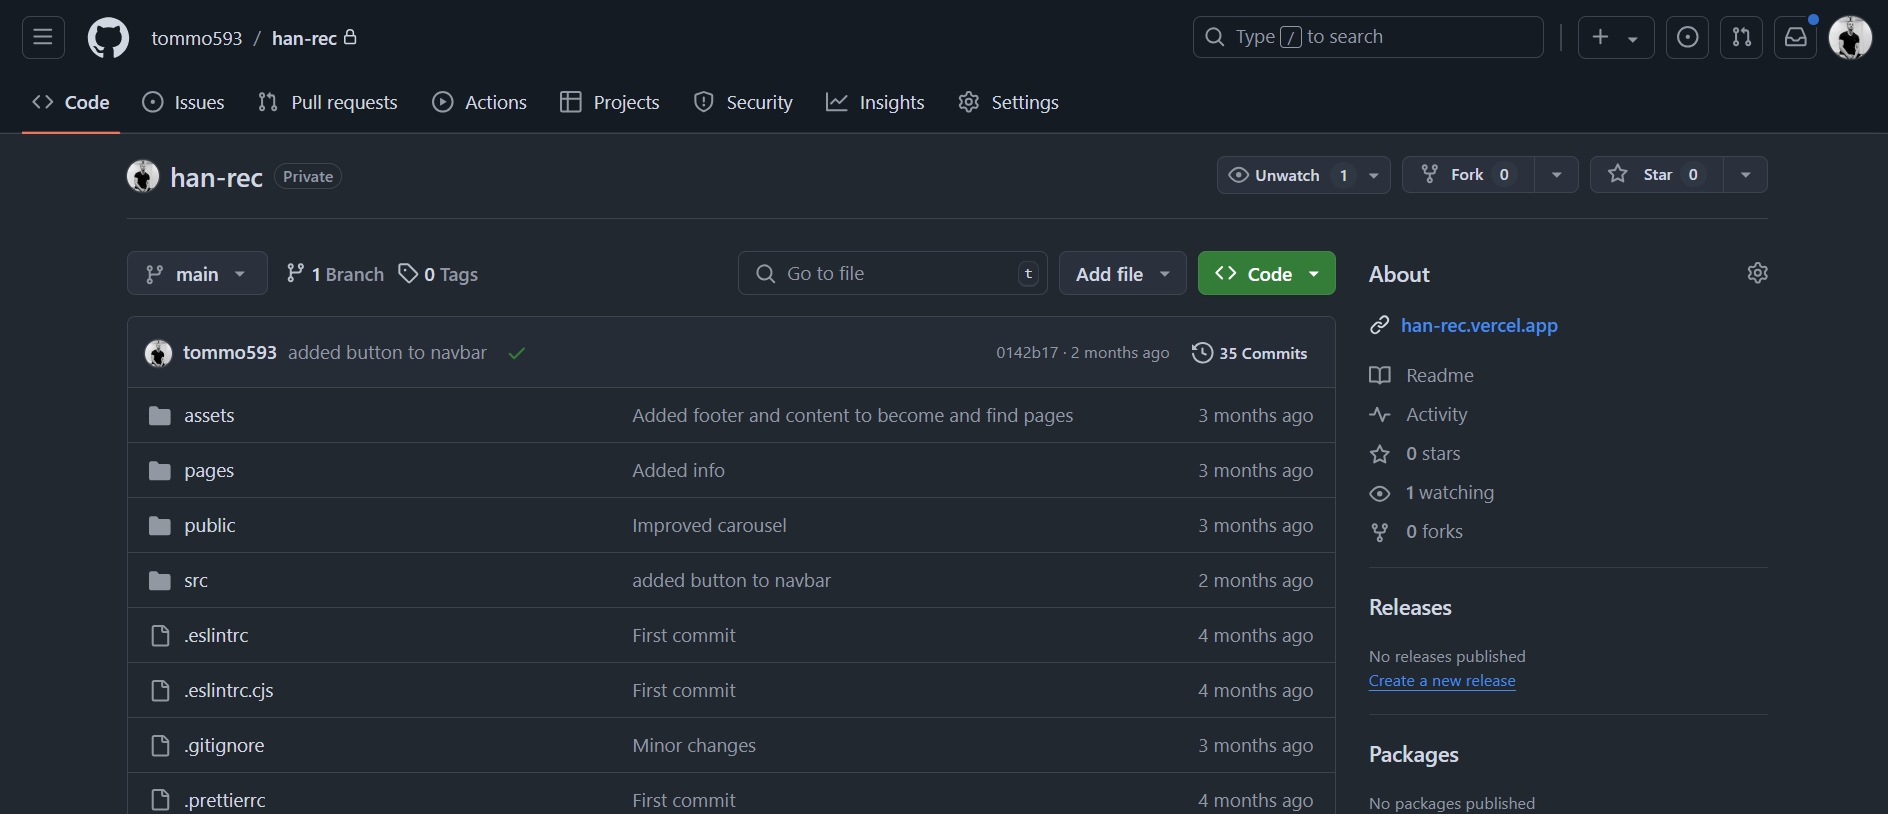 tommo593 / han-rec
Type / to search
Code Issues Pull requests Actions Projects Security Insights Settings
han-rec Private
Unwatch 1 Fork 0 Star 0
main 1 Branch 0 Tags
Go to file t Add file Code
tommo593 added button to navbar 0142b17 · 2 months ago 35 Commits
assets Added footer and content to become and find pages 3 months ago
pages Added info 3 months ago
public Improved carousel 3 months ago
src added button to navbar 2 months ago
.eslintrc First commit 4 months ago
.eslintrc.cjs First commit 4 months ago
.gitignore Minor changes 3 months ago
.prettierrc First commit 4 months ago
About
han-rec.vercel.app
Readme
Activity
0 stars
1 watching
0 forks
Releases
No releases published
Create a new release
Packages
No packages published